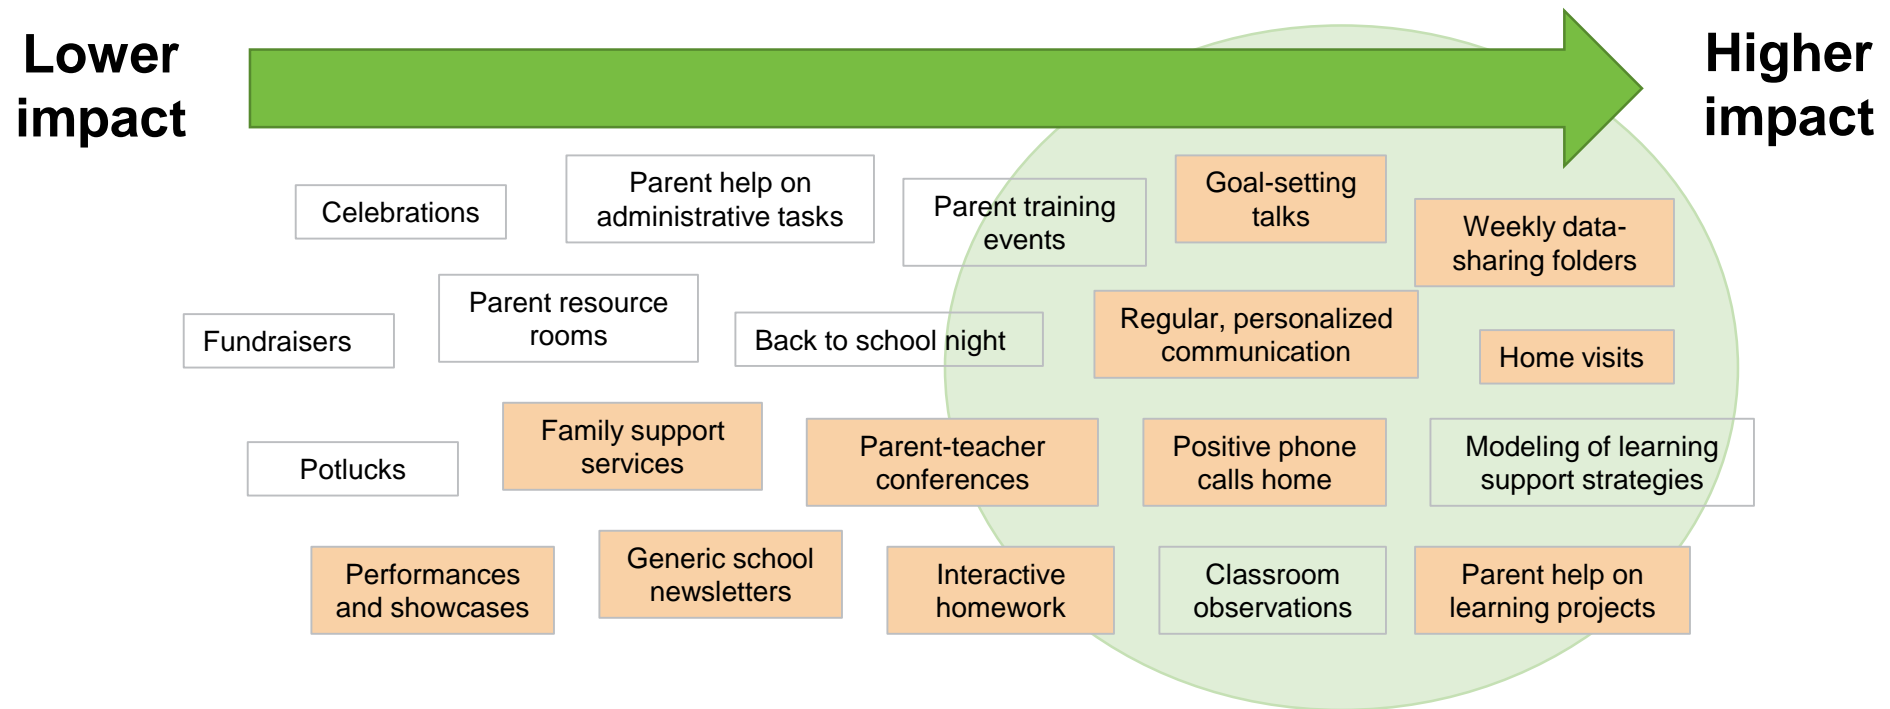 Lower
impact
Higher
impact
Celebrations
Parent help on
administrative tasks
Parent training
events
Goal-setting
talks
Weekly data-
sharing folders
Fundraisers
Parent resource
rooms
Back to school night
Regular, personalized
communication
Home visits
Potlucks
Family support
services
Parent-teacher
conferences
Positive phone
calls home
Modeling of learning
support strategies
Performances
and showcases
Generic school
newsletters
Interactive
homework
Classroom
observations
Parent help on
learning projects